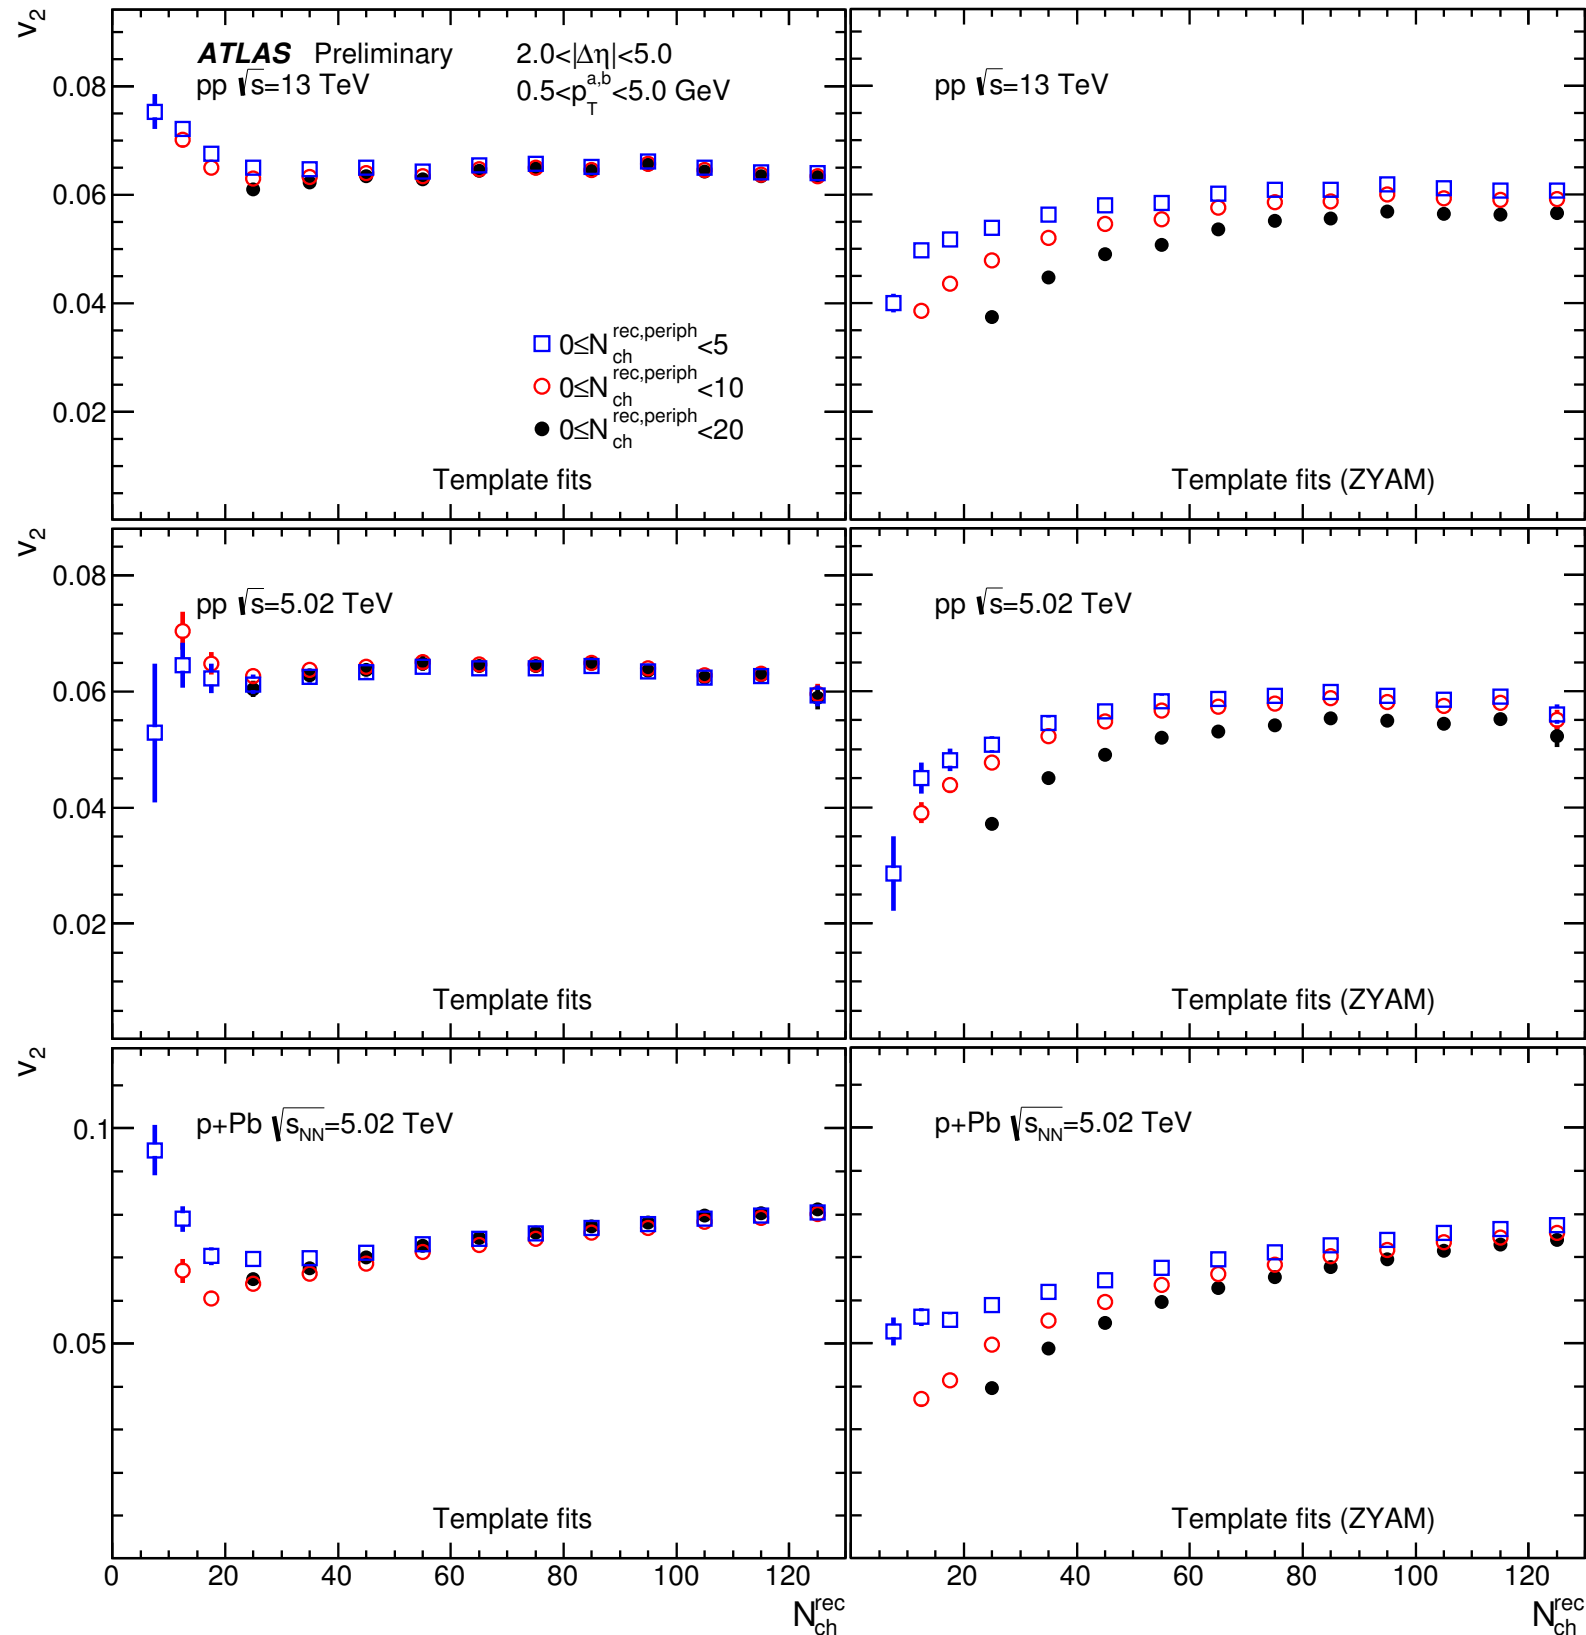 v2
ATLAS Preliminary
pp √s=13 TeV
2.0<|Δη|<5.0
0.5<p_T^{a,b}<5.0 GeV
0≤N_ch^{rec,periph}<5
0≤N_ch^{rec,periph}<10
0≤N_ch^{rec,periph}<20
Template fits
0.08
0.06
0.04
0.02
pp √s=13 TeV
Template fits (ZYAM)
v2
pp √s=5.02 TeV
Template fits
0.08
0.06
0.04
0.02
pp √s=5.02 TeV
Template fits (ZYAM)
v2
p+Pb √s_NN=5.02 TeV
Template fits
0.1
0.05
p+Pb √s_NN=5.02 TeV
Template fits (ZYAM)
0 20 40 60 80 100 120
N_ch^{rec}
20 40 60 80 100 120
N_ch^{rec}